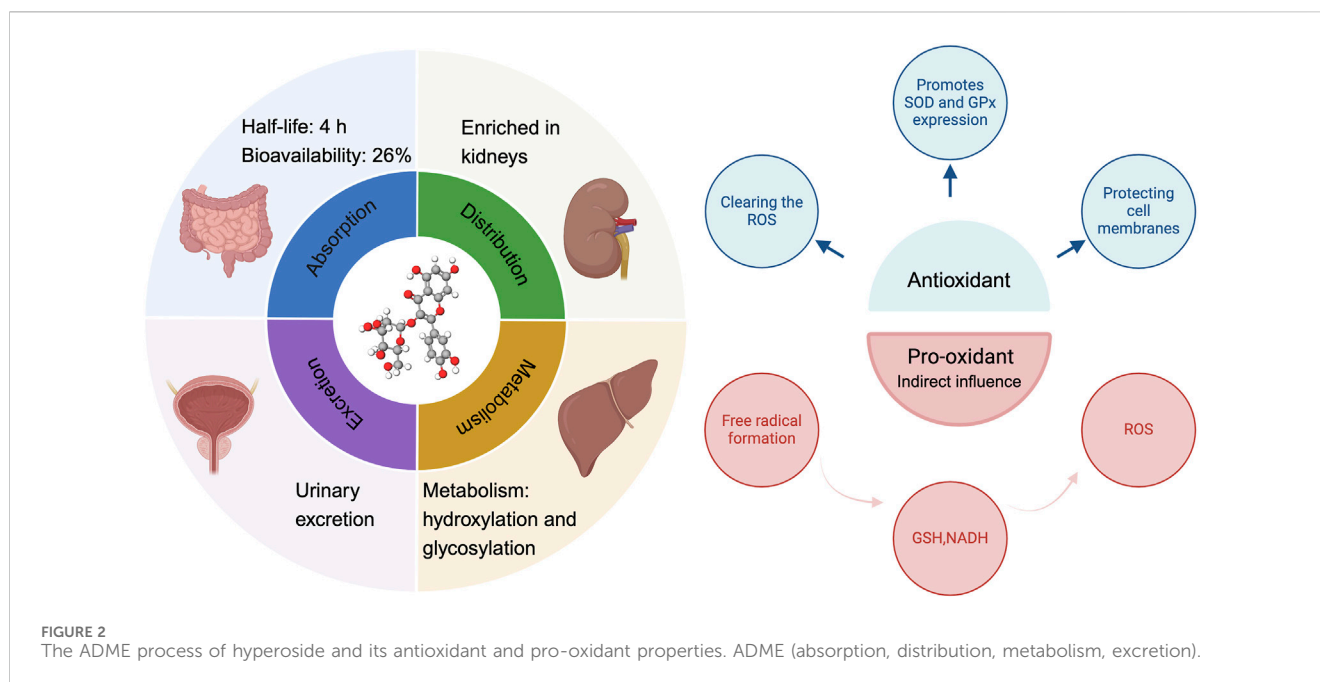 Half-life: 4 h
Bioavailability: 26%
Enriched in
kidneys
Absorption
Distribution
Excretion
Metabolism
Urinary
excretion
Metabolism:
hydroxylation and
glycosylation
Promotes
SOD and GPx
expression
Clearing the
ROS
Protecting
cell
membranes
Antioxidant
Pro-oxidant
Indirect influence
Free radical
formation
ROS
GSH,NADH
FIGURE 2
The ADME process of hyperoside and its antioxidant and pro-oxidant properties. ADME (absorption, distribution, metabolism, excretion).